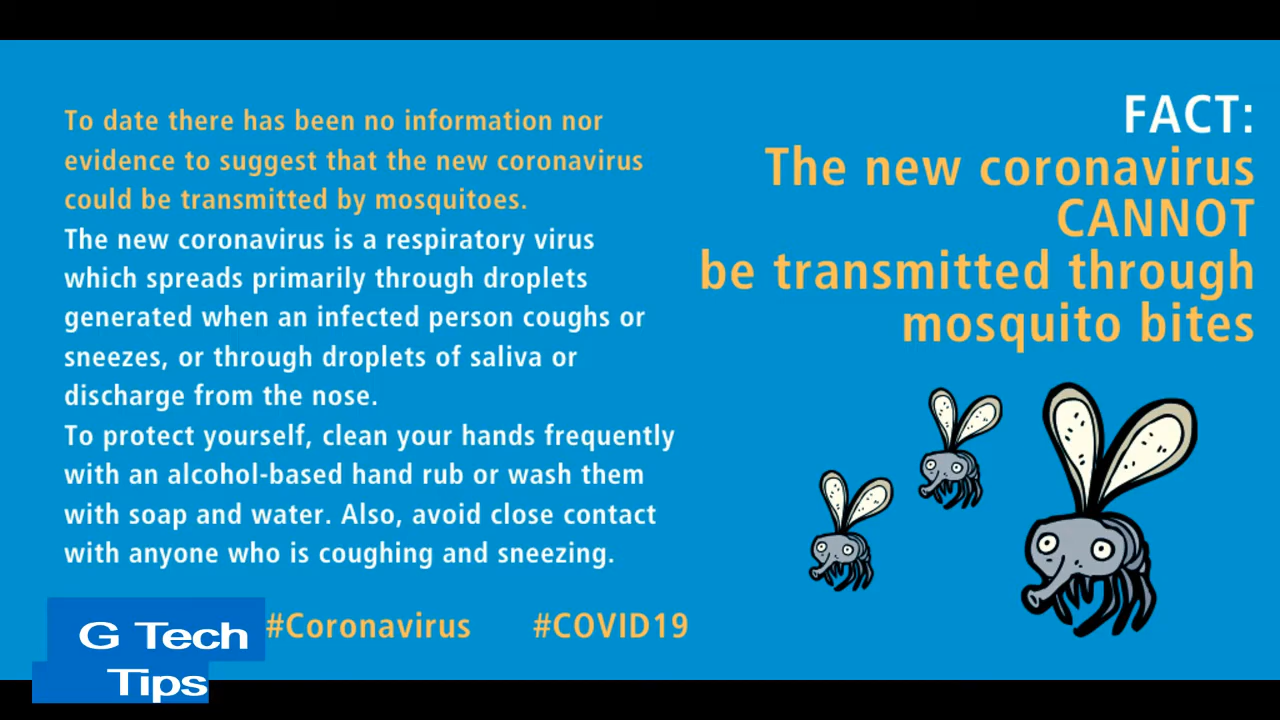 To date there has been no information nor
evidence to suggest that the new coronavirus
could be transmitted by mosquitoes.
The new coronavirus is a respiratory virus
which spreads primarily through droplets
generated when an infected person coughs or
sneezes, or through droplets of saliva or
discharge from the nose.
To protect yourself, clean your hands frequently
with an alcohol-based hand rub or wash them
with soap and water. Also, avoid close contact
with anyone who is coughing and sneezing.
FACT:
The new coronavirus
CANNOT
be transmitted through
mosquito bites
#Coronavirus #COVID19
G Tech
Tips